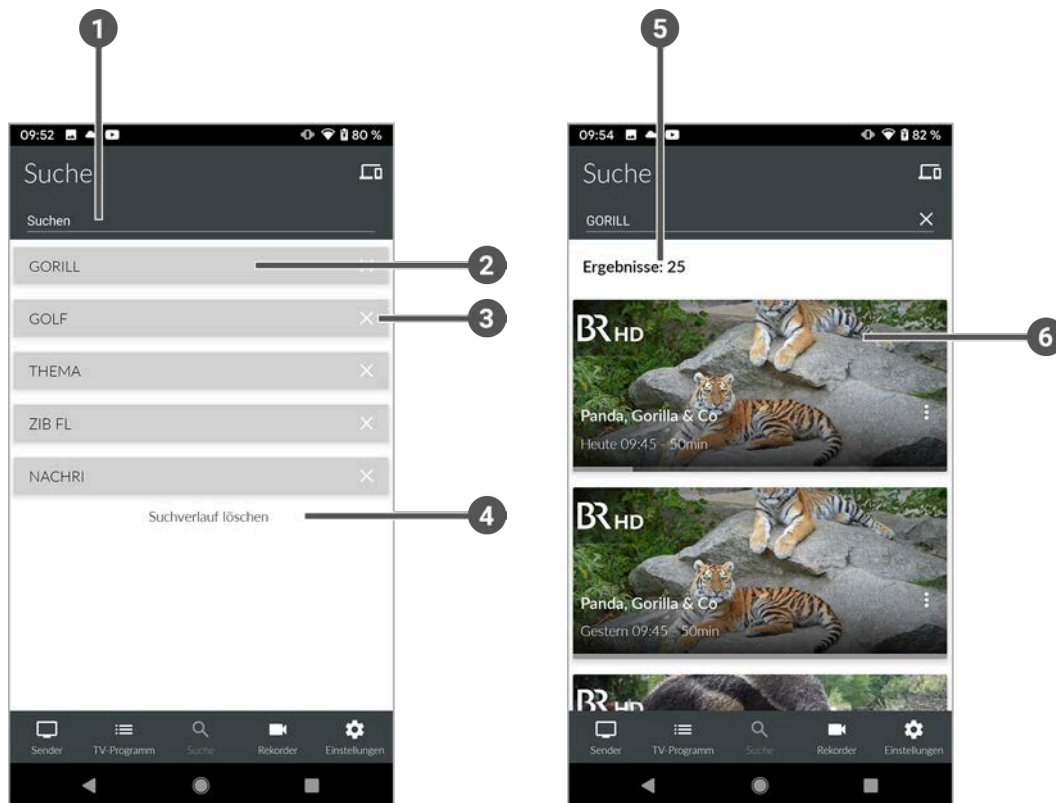 1
5
09:52 80 %
Suche
Suchen
GORILL
2
GOLF
3
THEMA
ZIB FL
NACHRI
Suchverlauf löschen
4
Sender TV-Programm Suche Rekorder Einstellungen
09:54 82 %
Suche
GORILL
Ergebnisse: 25
BR HD
6
Panda, Gorilla & Co
Heute 09:45 - 50min
BR HD
Panda, Gorilla & Co
Gestern 09:45 - 50min
BR HD
Sender TV-Programm Suche Rekorder Einstellungen